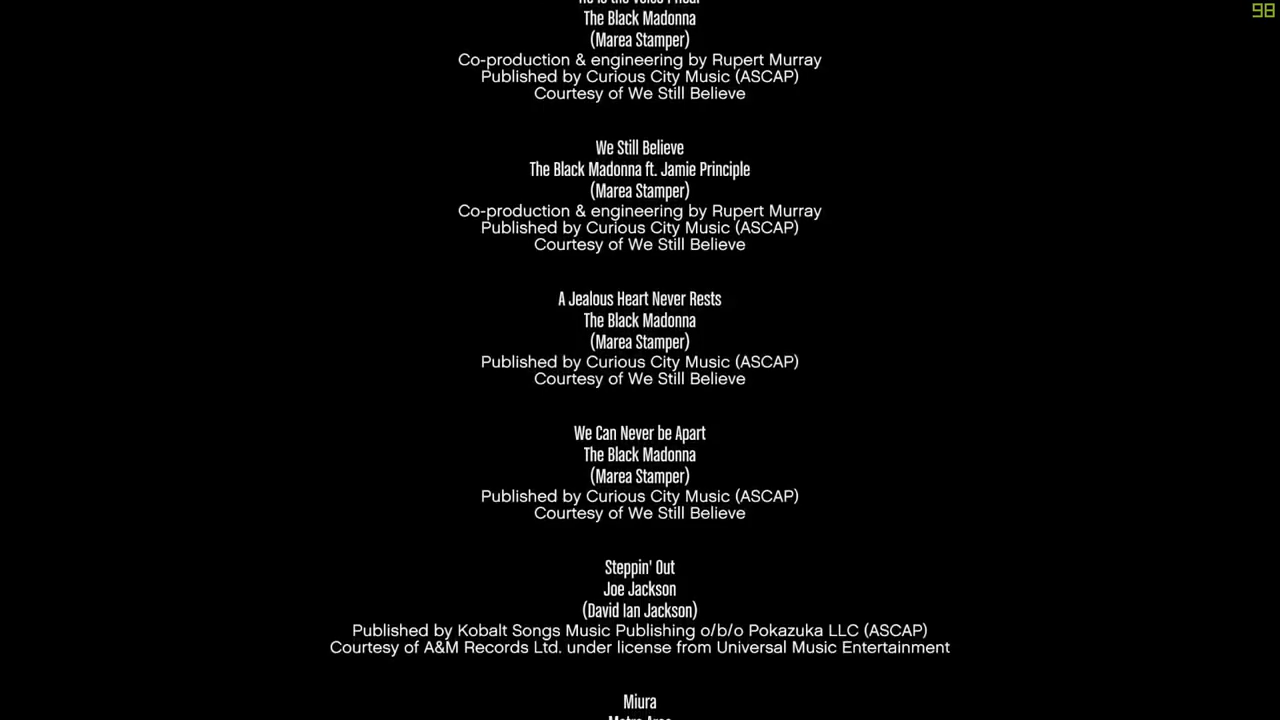 98
The Black Madonna
(Marea Stamper)
Co-production & engineering by Rupert Murray
Published by Curious City Music (ASCAP)
Courtesy of We Still Believe
We Still Believe
The Black Madonna ft. Jamie Principle
(Marea Stamper)
Co-production & engineering by Rupert Murray
Published by Curious City Music (ASCAP)
Courtesy of We Still Believe
A Jealous Heart Never Rests
The Black Madonna
(Marea Stamper)
Published by Curious City Music (ASCAP)
Courtesy of We Still Believe
We Can Never be Apart
The Black Madonna
(Marea Stamper)
Published by Curious City Music (ASCAP)
Courtesy of We Still Believe
Steppin' Out
Joe Jackson
(David Ian Jackson)
Published by Kobalt Songs Music Publishing o/b/o Pokazuka LLC (ASCAP)
Courtesy of A&M Records Ltd. under license from Universal Music Entertainment
Miura